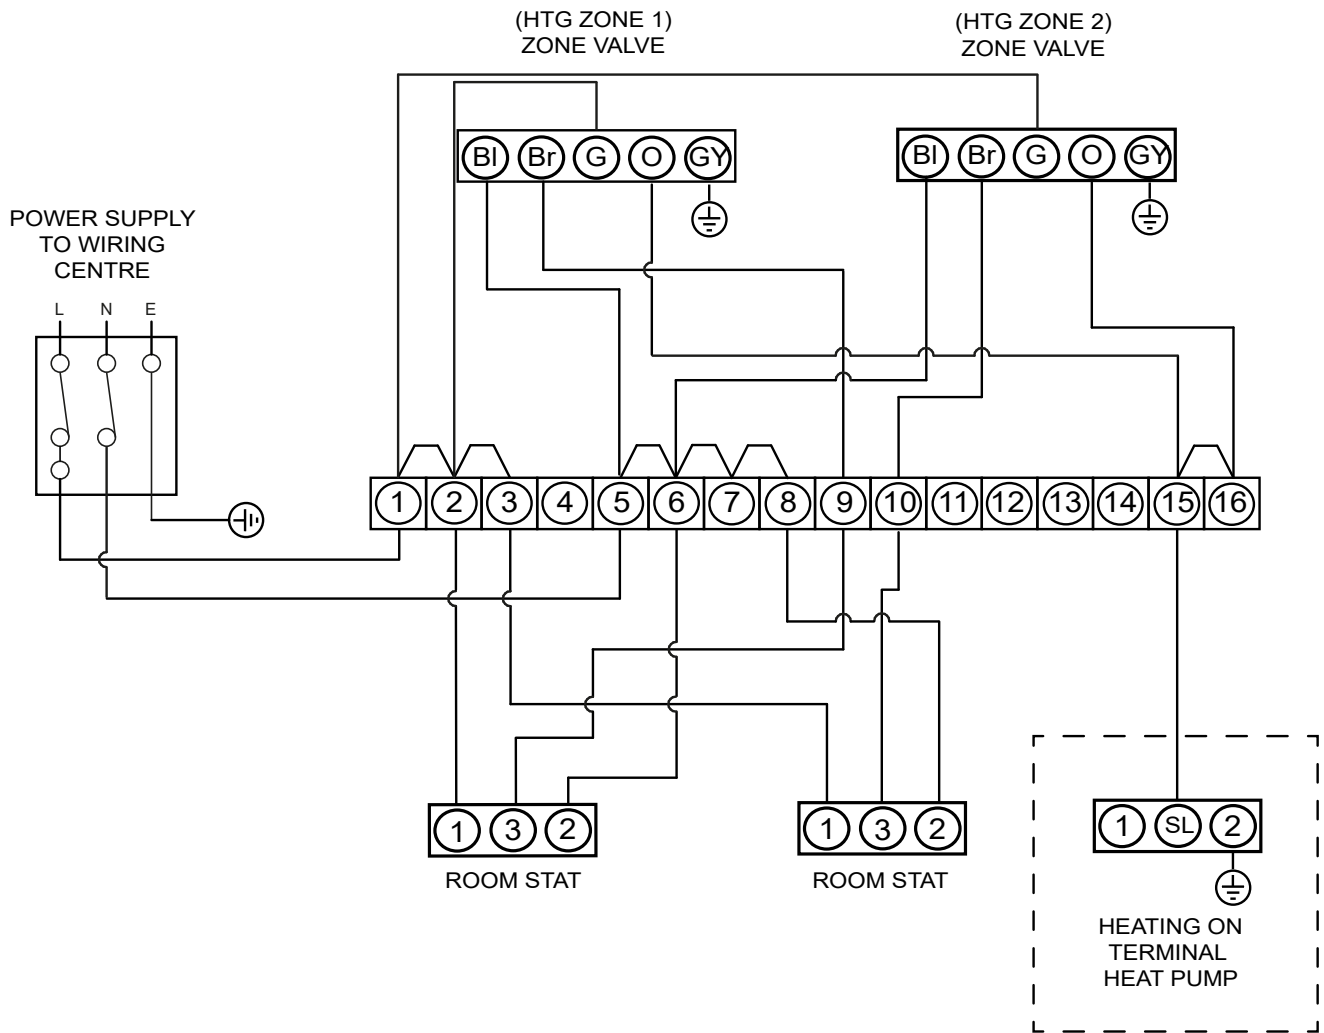 (HTG ZONE 1)
ZONE VALVE
(HTG ZONE 2)
ZONE VALVE
Bl Br G O GY
Bl Br G O GY
POWER SUPPLY
TO WIRING
CENTRE
L N E
1 2 3 4 5 6 7 8 9 10 11 12 13 14 15 16
1 3 2
ROOM STAT
1 3 2
ROOM STAT
1 SL 2
HEATING ON
TERMINAL
HEAT PUMP